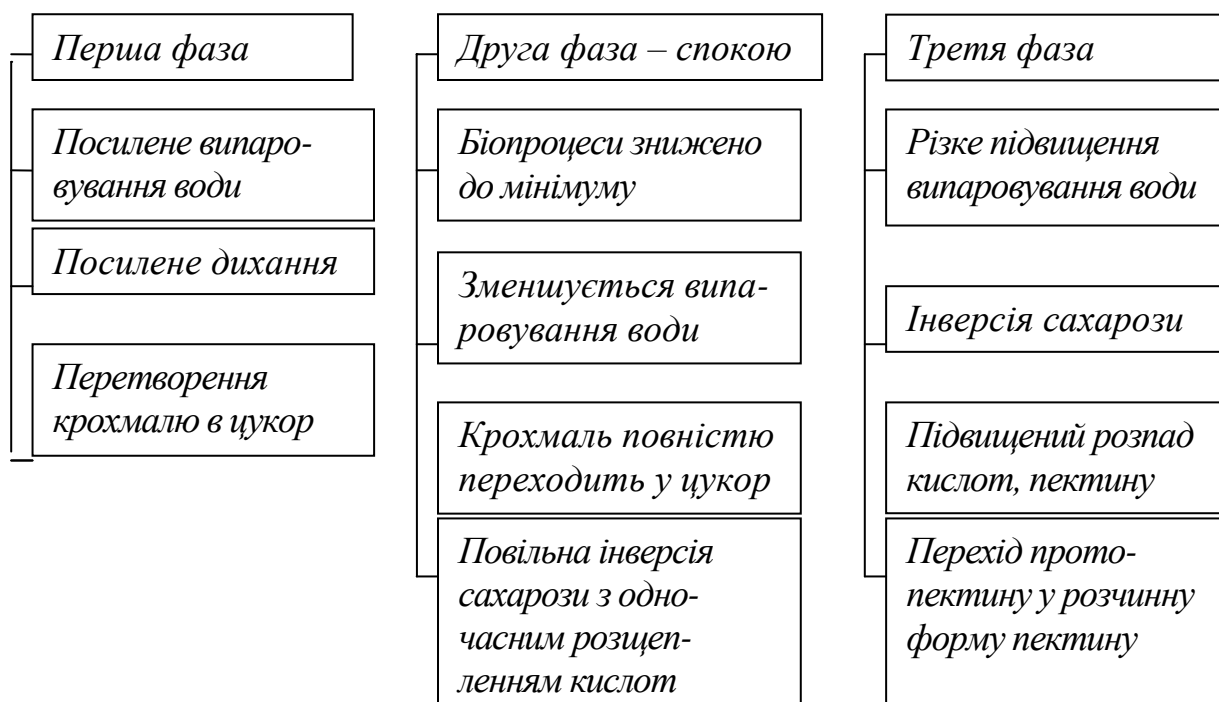 Перша фаза
Посилене випаро-
вування води
Посилене дихання
Перетворення
крохмалю в цукор
Друга фаза – спокою
Біопроцеси знижено
до мінімуму
Зменшується випа-
ровування води
Крохмаль повністю
переходить у цукор
Повільна інверсія
сахарози з одно-
часним розщеп-
ленням кислот
Третя фаза
Різке підвищення
випаровування води
Інверсія сахарози
Підвищений розпад
кислот, пектину
Перехід прото-
пектину у розчинну
форму пектину